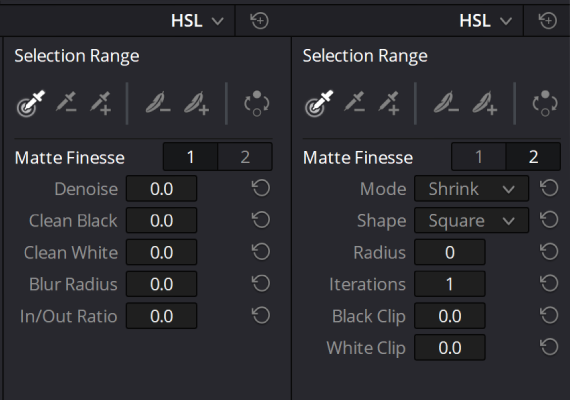 HSL
Selection Range
Matte Finesse 1 2
Denoise 0.0
Clean Black 0.0
Clean White 0.0
Blur Radius 0.0
In/Out Ratio 0.0
HSL
Selection Range
Matte Finesse 1 2
Mode Shrink
Shape Square
Radius 0
Iterations 1
Black Clip 0.0
White Clip 0.0